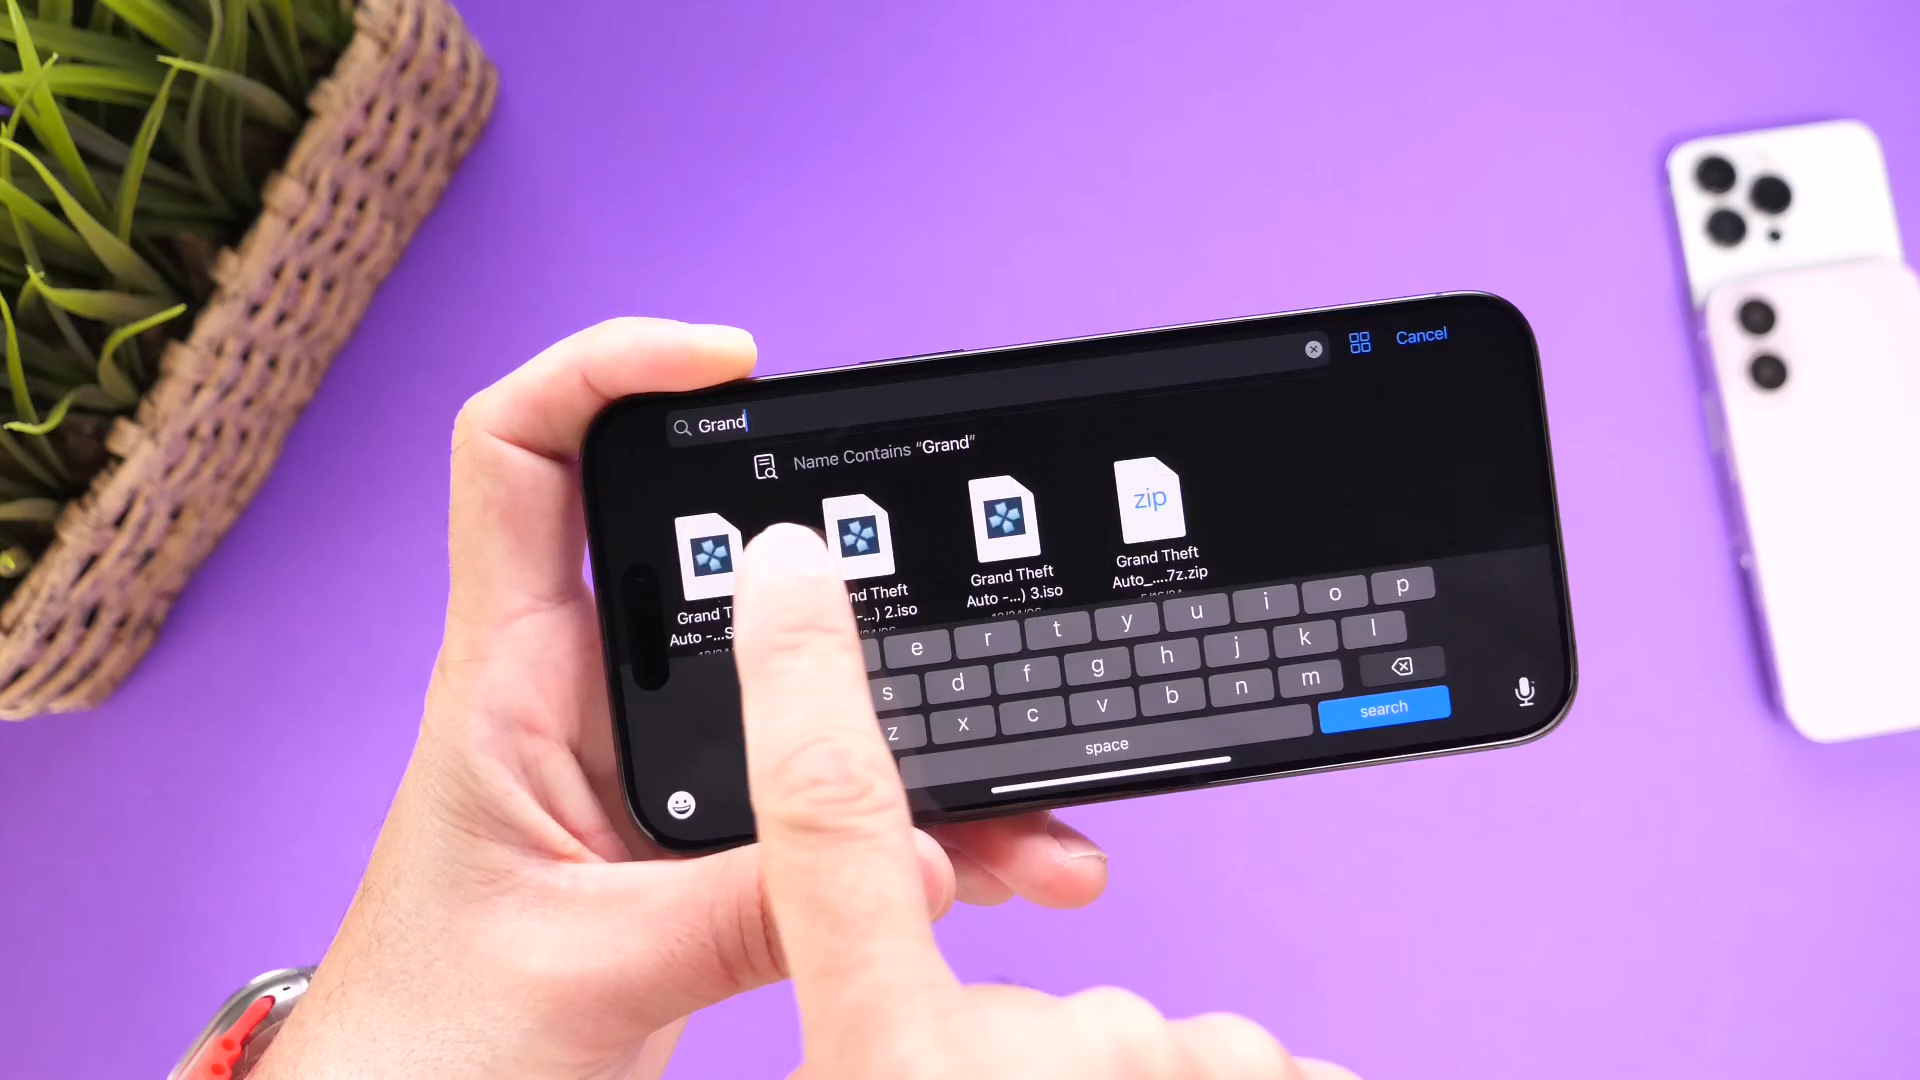 Grand
Cancel
Name Contains "Grand"
Grand
Auto -...S
Theft
-...) 2.iso
Grand Theft
Auto -...) 3.iso
zip
Grand Theft
Auto_....7z.zip
e r t y u i o p
s d f g h j k l
z x c v b n m
space
search